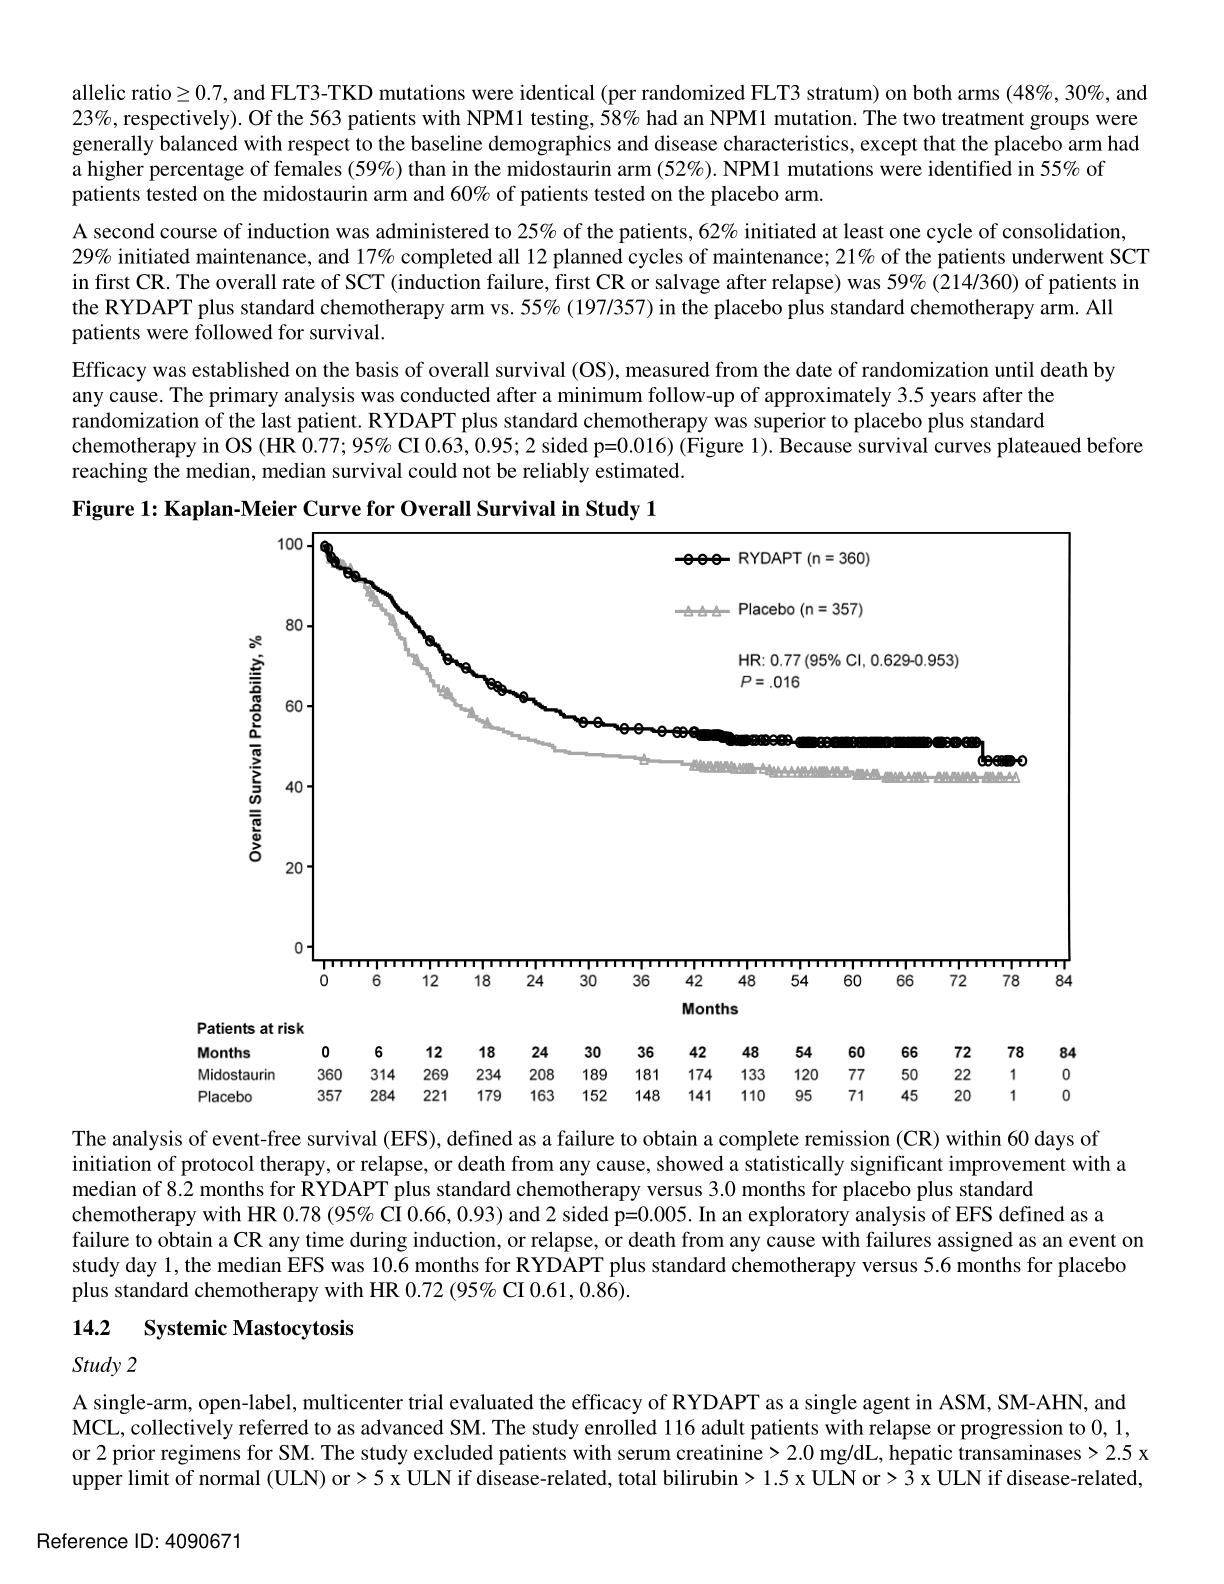 allelic ratio ≥ 0.7, and FLT3-TKD mutations were identical (per randomized FLT3 stratum) on both arms (48%, 30%, and
23%, respectively). Of the 563 patients with NPM1 testing, 58% had an NPM1 mutation. The two treatment groups were
generally balanced with respect to the baseline demographics and disease characteristics, except that the placebo arm had
a higher percentage of females (59%) than in the midostaurin arm (52%). NPM1 mutations were identified in 55% of
patients tested on the midostaurin arm and 60% of patients tested on the placebo arm.
A second course of induction was administered to 25% of the patients, 62% initiated at least one cycle of consolidation,
29% initiated maintenance, and 17% completed all 12 planned cycles of maintenance; 21% of the patients underwent SCT
in first CR. The overall rate of SCT (induction failure, first CR or salvage after relapse) was 59% (214/360) of patients in
the RYDAPT plus standard chemotherapy arm vs. 55% (197/357) in the placebo plus standard chemotherapy arm. All
patients were followed for survival.
Efficacy was established on the basis of overall survival (OS), measured from the date of randomization until death by
any cause. The primary analysis was conducted after a minimum follow-up of approximately 3.5 years after the
randomization of the last patient. RYDAPT plus standard chemotherapy was superior to placebo plus standard
chemotherapy in OS (HR 0.77; 95% CI 0.63, 0.95; 2 sided p=0.016) (Figure 1). Because survival curves plateaued before
reaching the median, median survival could not be reliably estimated.
Figure 1: Kaplan-Meier Curve for Overall Survival in Study 1
100
80
60
40
20
0
Overall Survival Probability, %
RYDAPT (n = 360)
Placebo (n = 357)
HR: 0.77 (95% CI, 0.629-0.953)
P = .016
0 6 12 18 24 30 36 42 48 54 60 66 72 78 84
Months
Patients at risk
Months 0 6 12 18 24 30 36 42 48 54 60 66 72 78 84
Midostaurin 360 314 269 234 208 189 181 174 133 120 77 50 22 1 0
Placebo 357 284 221 179 163 152 148 141 110 95 71 45 20 1 0
The analysis of event-free survival (EFS), defined as a failure to obtain a complete remission (CR) within 60 days of
initiation of protocol therapy, or relapse, or death from any cause, showed a statistically significant improvement with a
median of 8.2 months for RYDAPT plus standard chemotherapy versus 3.0 months for placebo plus standard
chemotherapy with HR 0.78 (95% CI 0.66, 0.93) and 2 sided p=0.005. In an exploratory analysis of EFS defined as a
failure to obtain a CR any time during induction, or relapse, or death from any cause with failures assigned as an event on
study day 1, the median EFS was 10.6 months for RYDAPT plus standard chemotherapy versus 5.6 months for placebo
plus standard chemotherapy with HR 0.72 (95% CI 0.61, 0.86).
14.2 Systemic Mastocytosis
Study 2
A single-arm, open-label, multicenter trial evaluated the efficacy of RYDAPT as a single agent in ASM, SM-AHN, and
MCL, collectively referred to as advanced SM. The study enrolled 116 adult patients with relapse or progression to 0, 1,
or 2 prior regimens for SM. The study excluded patients with serum creatinine > 2.0 mg/dL, hepatic transaminases > 2.5 x
upper limit of normal (ULN) or > 5 x ULN if disease-related, total bilirubin > 1.5 x ULN or > 3 x ULN if disease-related,
Reference ID: 4090671